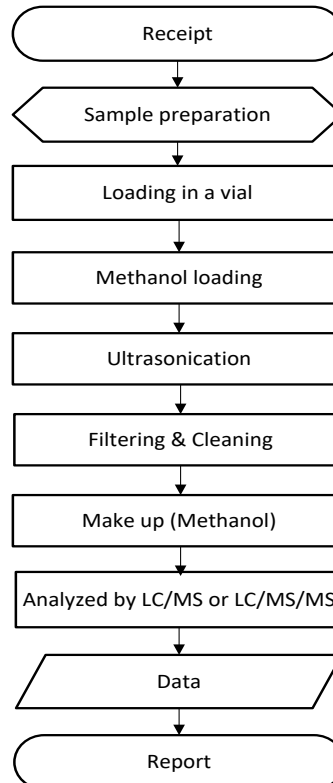 Receipt
Sample preparation
Loading in a vial
Methanol loading
Ultrasonication
Filtering & Cleaning
Make up (Methanol)
Analyzed by LC/MS or LC/MS/MS
Data
Report